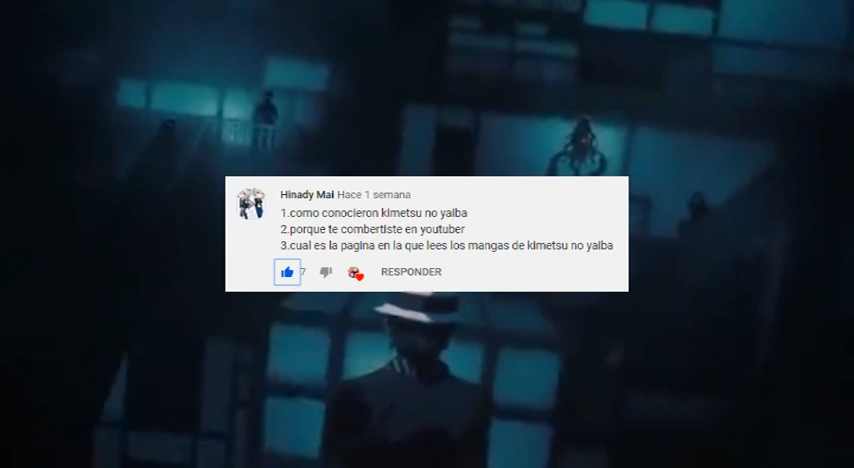 Hinady Mai Hace 1 semana
1.como conocieron kimetsu no yaiba
2.porque te combertiste en youtuber
3.cual es la pagina en la que lees los mangas de kimetsu no yaiba
7 RESPONDER